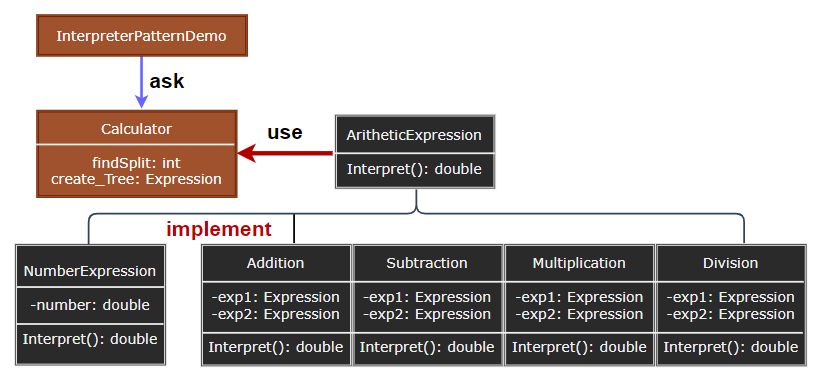 InterpreterPatternDemo
ask
Calculator
findSplit: int
create_Tree: Expression
use
AritheticExpression
Interpret(): double
implement
NumberExpression
-number: double
Interpret(): double
Addition
-exp1: Expression
-exp2: Expression
Interpret(): double
Subtraction
-exp1: Expression
-exp2: Expression
Interpret(): double
Multiplication
-exp1: Expression
-exp2: Expression
Interpret(): double
Division
-exp1: Expression
-exp2: Expression
Interpret(): double